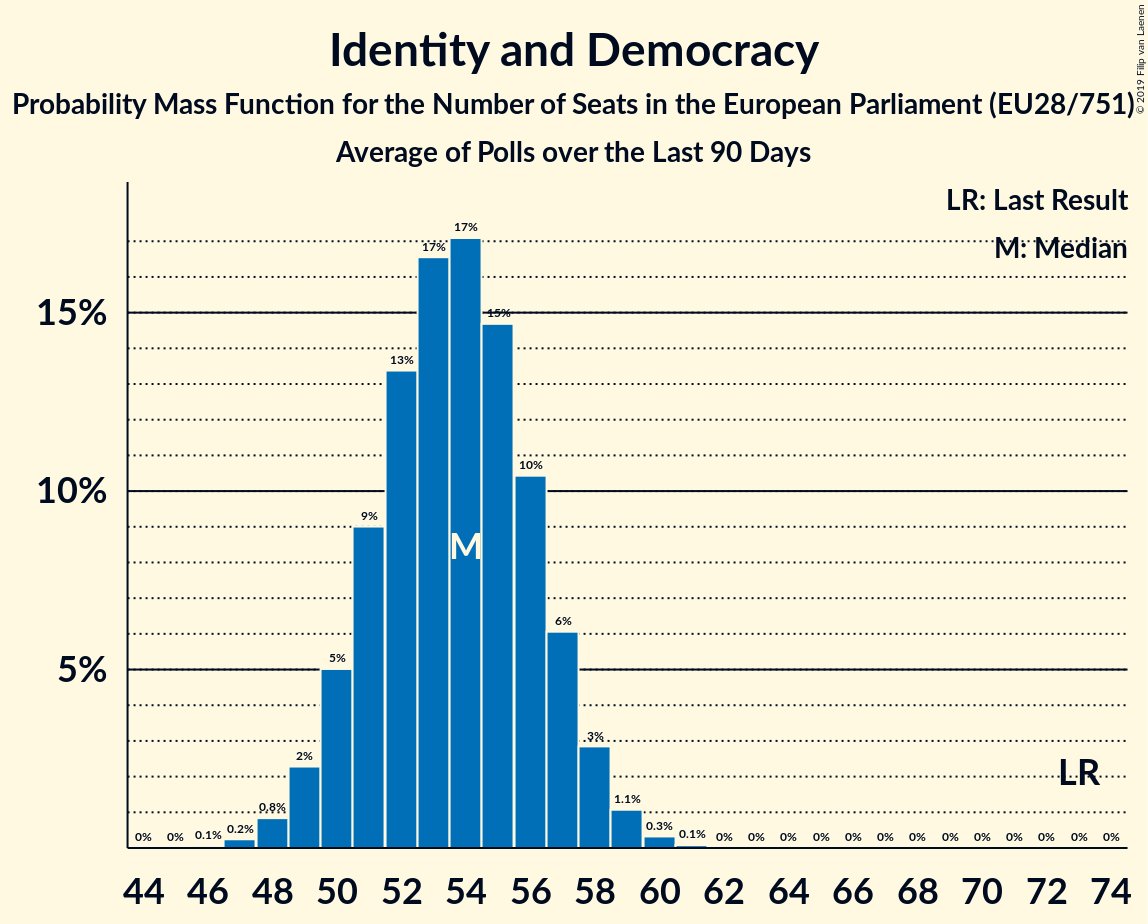 Identity and Democracy
Probability Mass Function for the Number of Seats in the European Parliament (EU28/751)
Average of Polls over the Last 90 Days
© 2019 Filip van Laenen
LR: Last Result
M: Median
15%
10%
5%
0% 0% 0.1% 0.2% 0.8% 2% 5% 9% 13% 17% 17% 15% 10% 6% 3% 1.1% 0.3% 0.1% 0% 0% 0% 0% 0% 0% 0% 0% 0% 0% 0% 0% 0%
M
LR
44 46 48 50 52 54 56 58 60 62 64 66 68 70 72 74